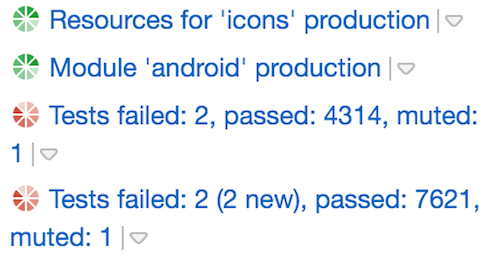 Resources for 'icons' production
Module 'android' production
Tests failed: 2, passed: 4314, muted:
1
Tests failed: 2 (2 new), passed: 7621,
muted: 1